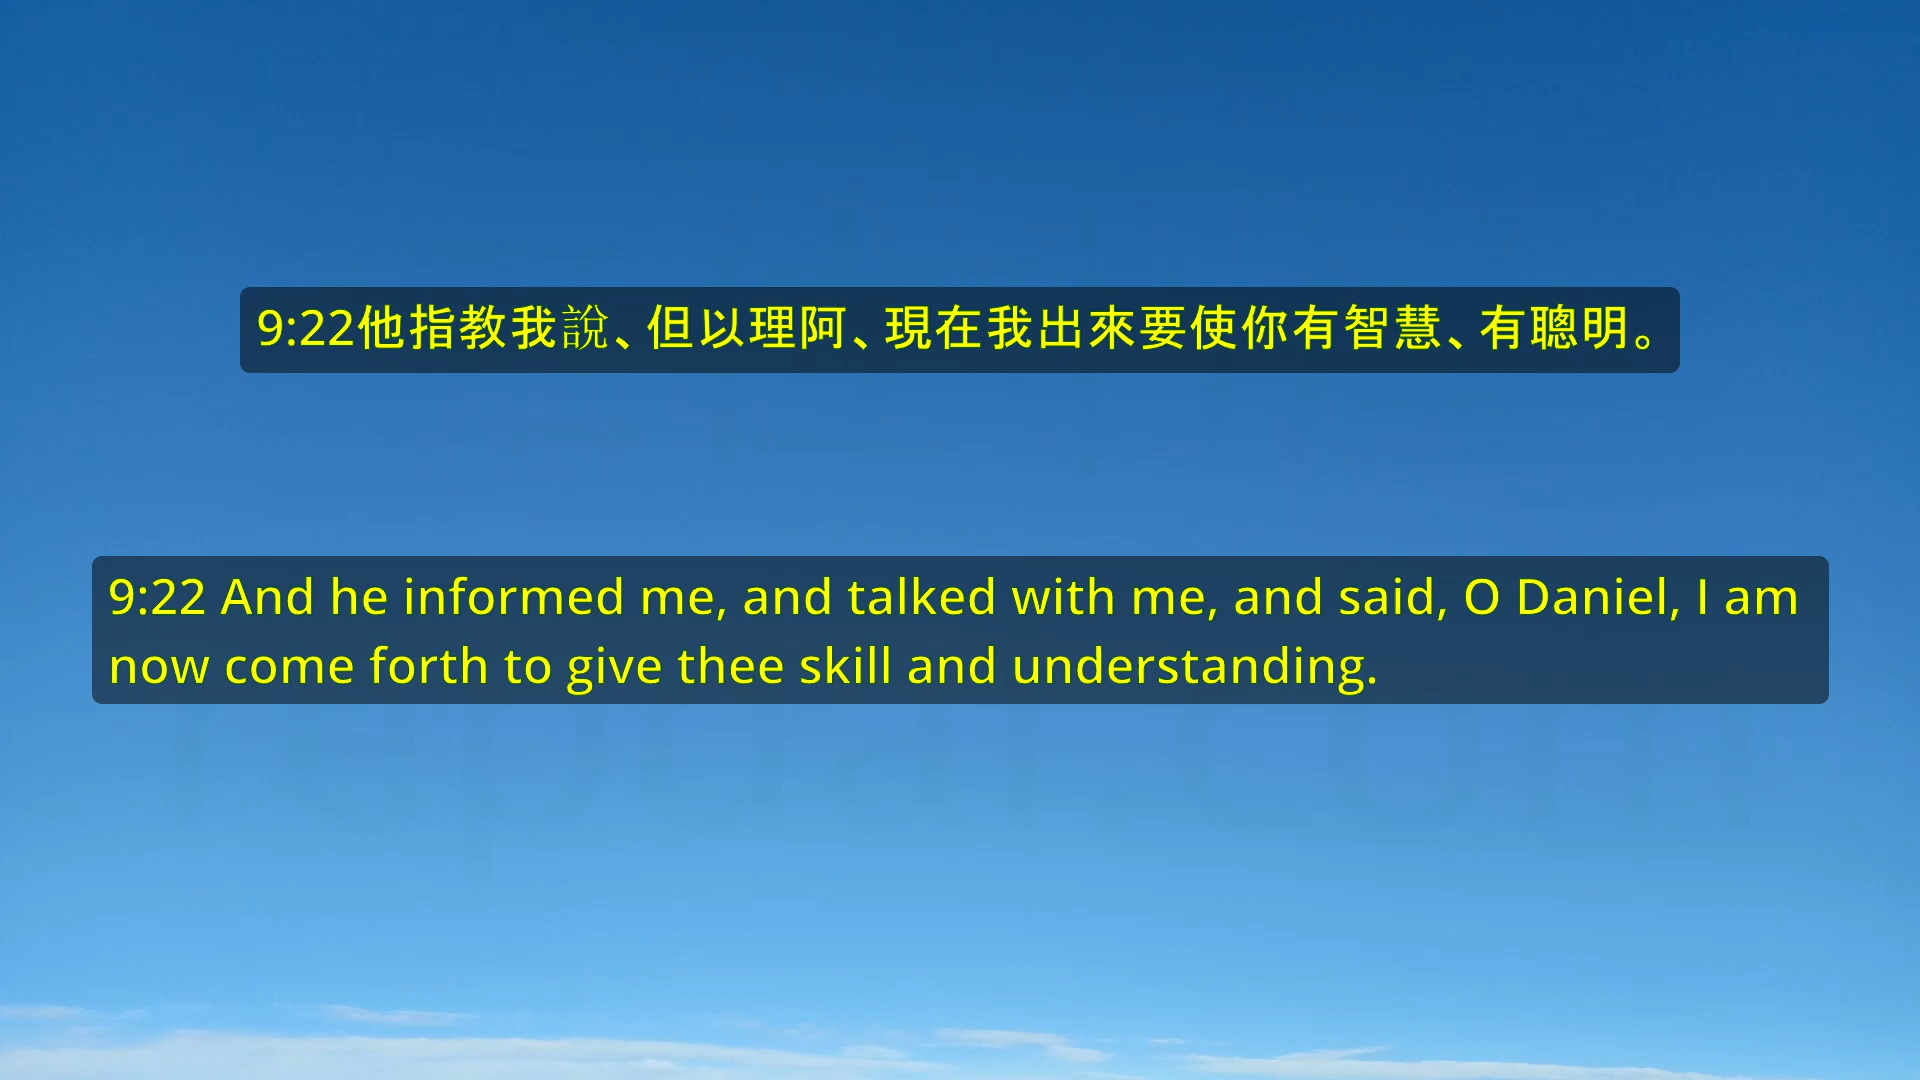 9:22他指教我說、但以理阿、現在我出來要使你有智慧、有聰明。
9:22 And he informed me, and talked with me, and said, O Daniel, I am
now come forth to give thee skill and understanding.